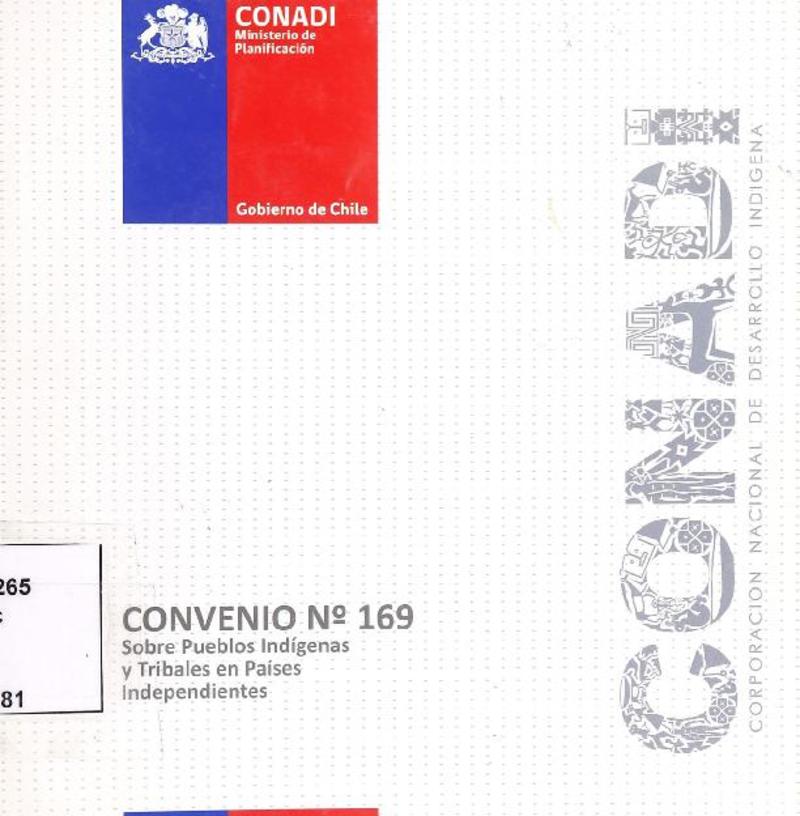 CONADI
Ministerio de
Planificación
Gobierno de Chile
CONADI
CORPORACION NACIONAL DE DESARROLLO INDIGENA
265
81
CONVENIO Nº 169
Sobre Pueblos Indígenas
y Tribales en Países
Independientes